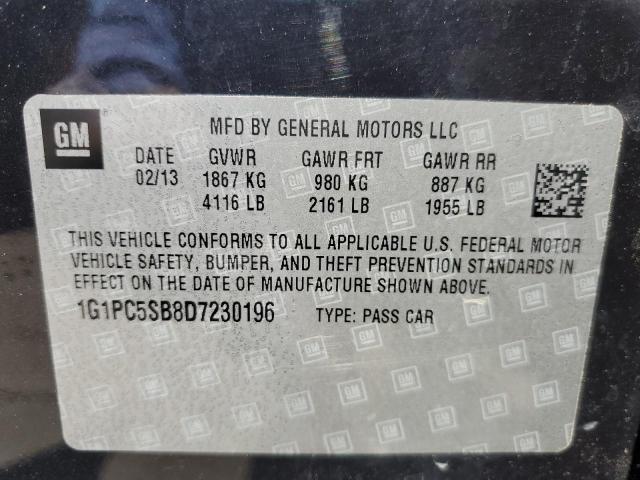 GM
MFD BY GENERAL MOTORS LLC
DATE GVWR GAWR FRT GAWR RR
02/13 1867 KG 980 KG 887 KG
4116 LB 2161 LB 1955 LB
THIS VEHICLE CONFORMS TO ALL APPLICABLE U.S. FEDERAL MOTOR
VEHICLE SAFETY, BUMPER, AND THEFT PREVENTION STANDARDS IN
EFFECT ON THE DATE OF MANUFACTURE SHOWN ABOVE.
1G1PC5SB8D7230196 TYPE: PASS CAR